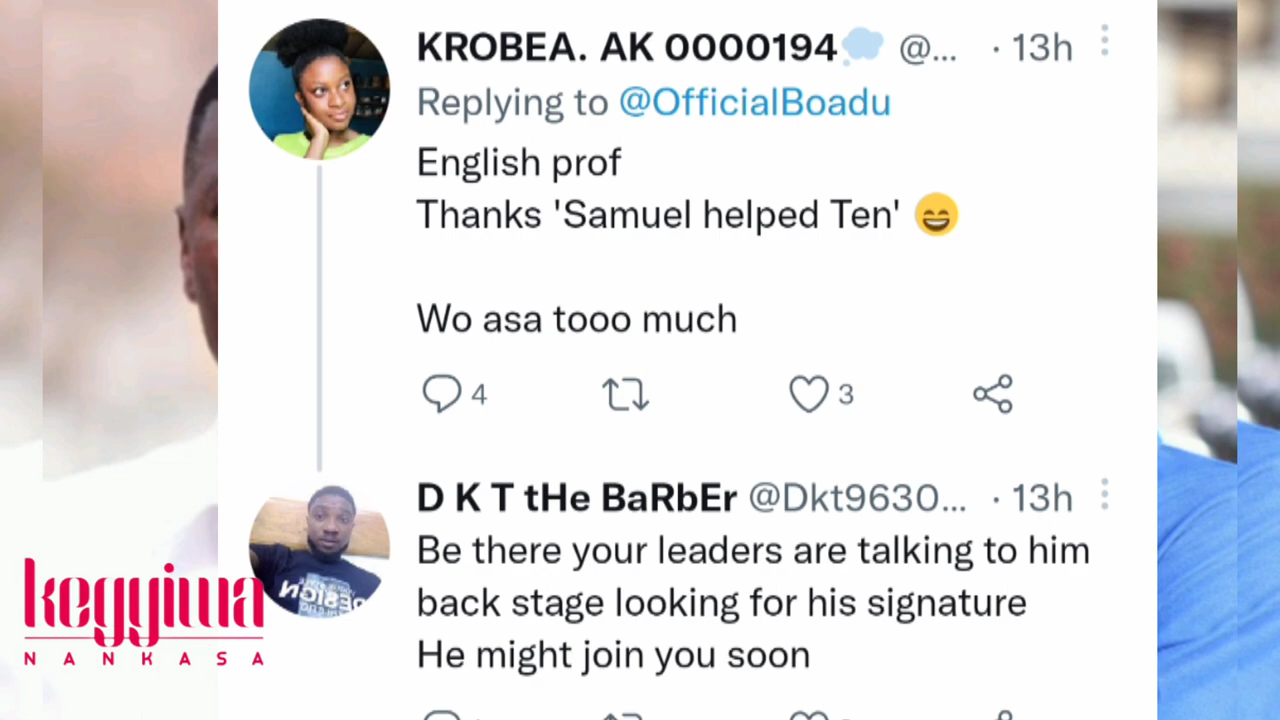 KROBEA. AK 0000194 @... · 13h
Replying to @OfficialBoadu
English prof
Thanks 'Samuel helped Ten' 😄
Wo asa tooo much
4 3
D K T tHe BaRbEr @Dkt9630... · 13h
Be there your leaders are talking to him
back stage looking for his signature
He might join you soon
kegyiwa
NANKASA